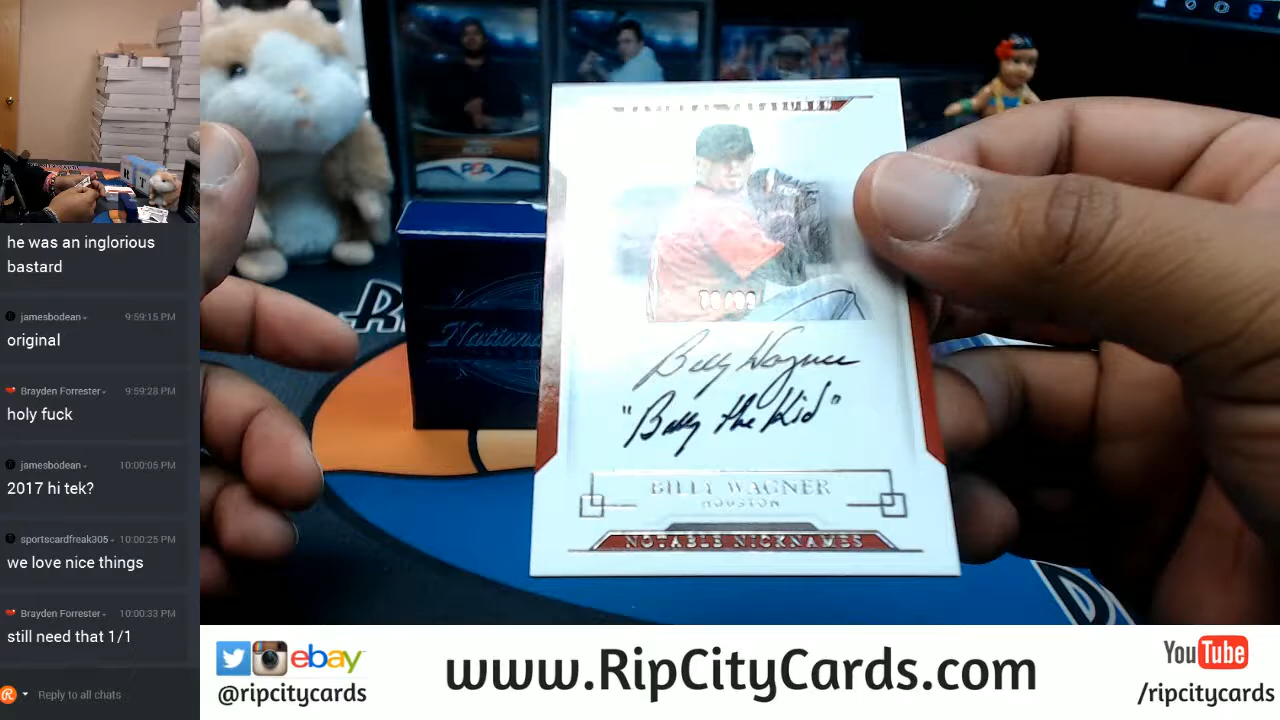 he was an inglorious
bastard
jamesbodean
9:59:15 PM
original
Brayden Forrester
9:59:28 PM
holy fuck
jamesbodean
10:00:05 PM
2017 hi tek?
sportscardfreak305
10:00:25 PM
we love nice things
Brayden Forrester
10:00:33 PM
still need that 1/1
Reply to all chats
PSA
National
Billy Wagner
"Billy the Kid"
BILLY WAGNER
HOUSTON
NOTABLE NICKNAMES
ebay
@ripcitycards
www.RipCityCards.com
YouTube
/ripcitycards